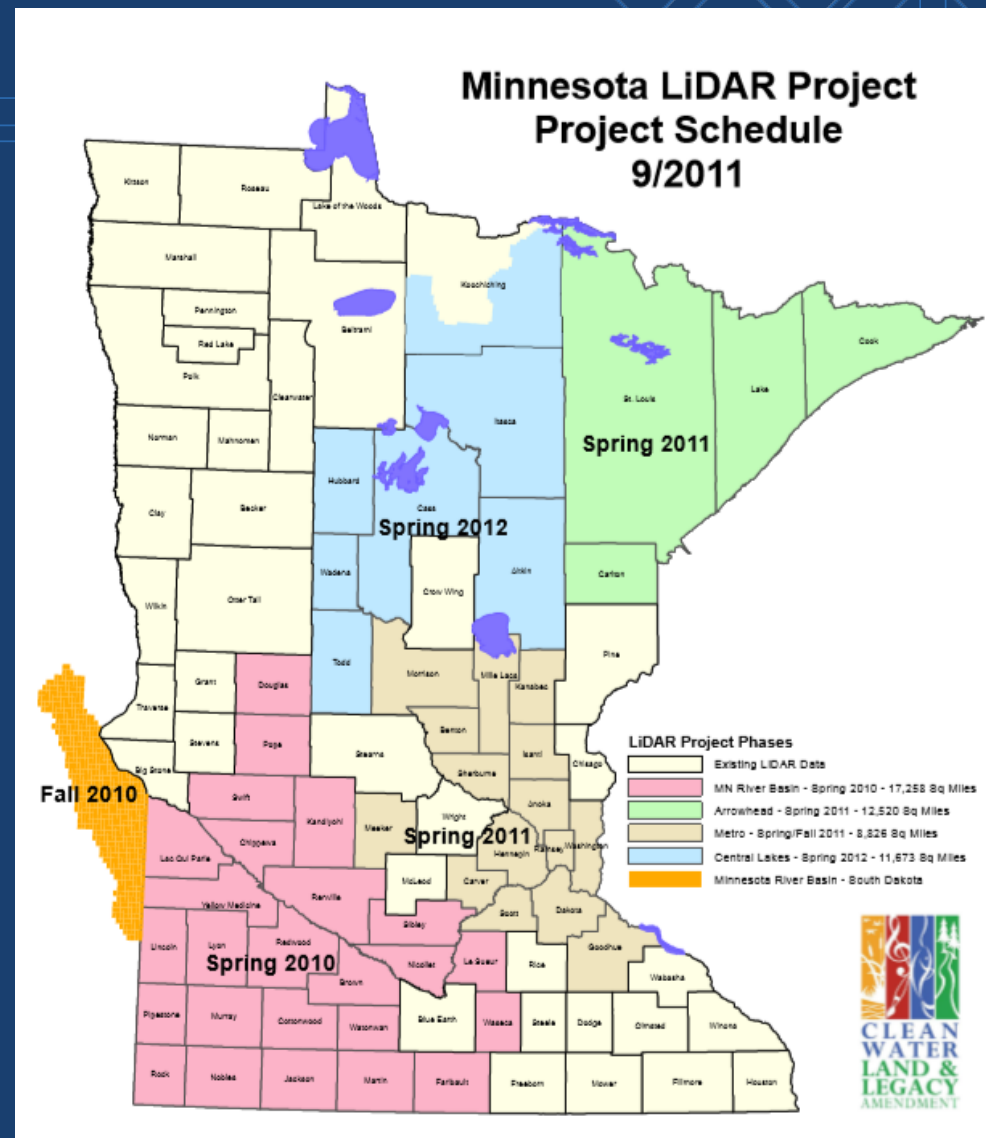 Minnesota LiDAR Project
Project Schedule
9/2011
Kittson
Roseau
Lake of the Woods
Marshall
Koochiching
Pennington
Beltrami
Red Lake
Polk
Clearwater
Cook
Lake
St. Louis
Itasca
Norman
Mahnomen
Spring 2011
Hubbard
Cass
Clay
Becker
Spring 2012
Wadena
Aitkin
Carlton
Crow Wing
Wilkin
Otter Tail
Pine
Todd
Morrison
Mille Lacs
Kanabec
Grant
Douglas
Traverse
Benton
Stevens
Pope
Stearns
Isanti
Big Stone
Sherburne
Chisago
Fall 2010
Swift
Kandiyohi
Anoka
Wright
Meeker
Spring 2011
Hennepin
Ramsey
Washington
Chippewa
Lac Qui Parle
McLeod
Carver
Renville
Yellow Medicine
Scott
Dakota
Sibley
Lincoln
Lyon
Redwood
Spring 2010
Nicollet
Le Sueur
Rice
Goodhue
Wabasha
Brown
Pipestone
Murray
Cottonwood
Watonwan
Blue Earth
Waseca
Steele
Dodge
Olmsted
Winona
Rock
Nobles
Jackson
Martin
Faribault
Freeborn
Mower
Fillmore
Houston
LiDAR Project Phases
Existing LiDAR Data
MN River Basin - Spring 2010 - 17,258 Sq Miles
Arrowhead - Spring 2011 - 12,520 Sq Miles
Metro - Spring/Fall 2011 - 8,826 Sq Miles
Central Lakes - Spring 2012 - 11,673 Sq Miles
Minnesota River Basin - South Dakota
CLEAN
WATER
LAND &
LEGACY
AMENDMENT